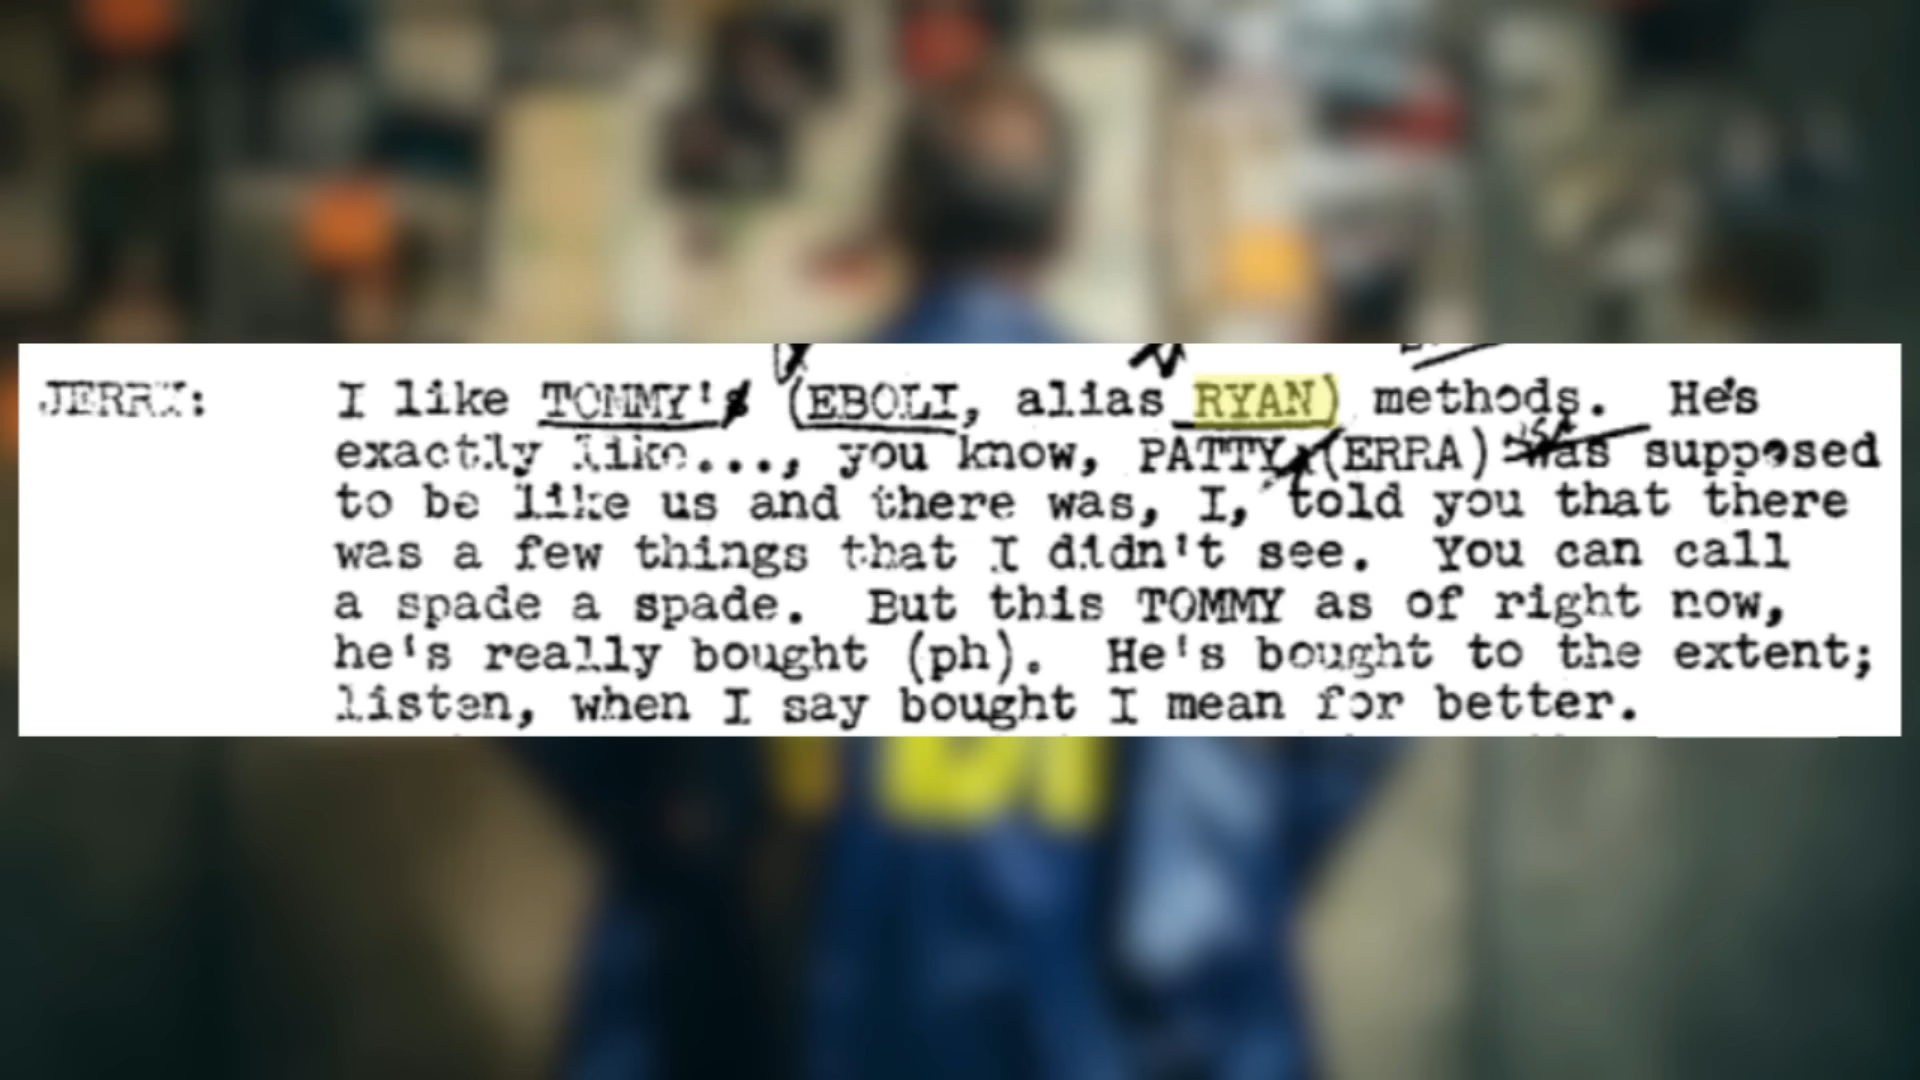 JERRY: I like TOMMY's (EBOLI, alias RYAN) methods. He's
exactly like..., you know, PATTY (ERRA) was supposed
to be like us and there was, I, told you that there
was a few things that I didn't see. You can call
a spade a spade. But this TOMMY as of right now,
he's really bought (ph). He's bought to the extent;
listen, when I say bought I mean for better.